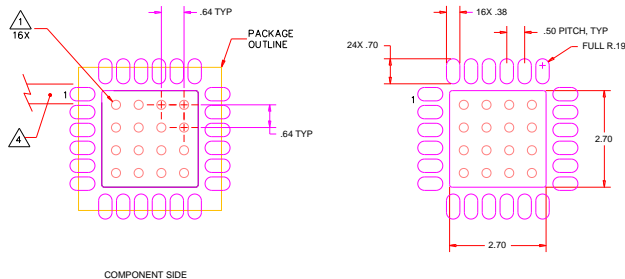 1
16X
.64 TYP
PACKAGE
OUTLINE
1
4
.64 TYP
COMPONENT SIDE
16X .38
.50 PITCH, TYP
24X .70
FULL R.19
1
2.70
2.70